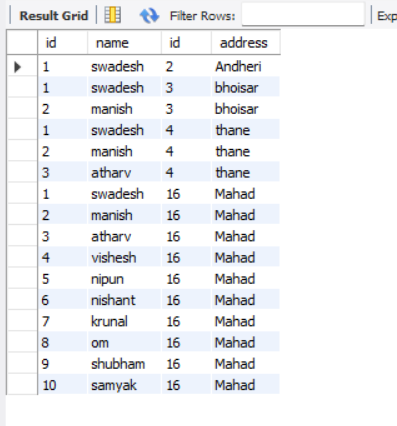 Result Grid Filter Rows: Exp
id name id address
1 swadesh 2 Andheri
1 swadesh 3 bhoisar
2 manish 3 bhoisar
1 swadesh 4 thane
2 manish 4 thane
3 atharv 4 thane
1 swadesh 16 Mahad
2 manish 16 Mahad
3 atharv 16 Mahad
4 vishesh 16 Mahad
5 nipun 16 Mahad
6 nishant 16 Mahad
7 krunal 16 Mahad
8 om 16 Mahad
9 shubham 16 Mahad
10 samyak 16 Mahad